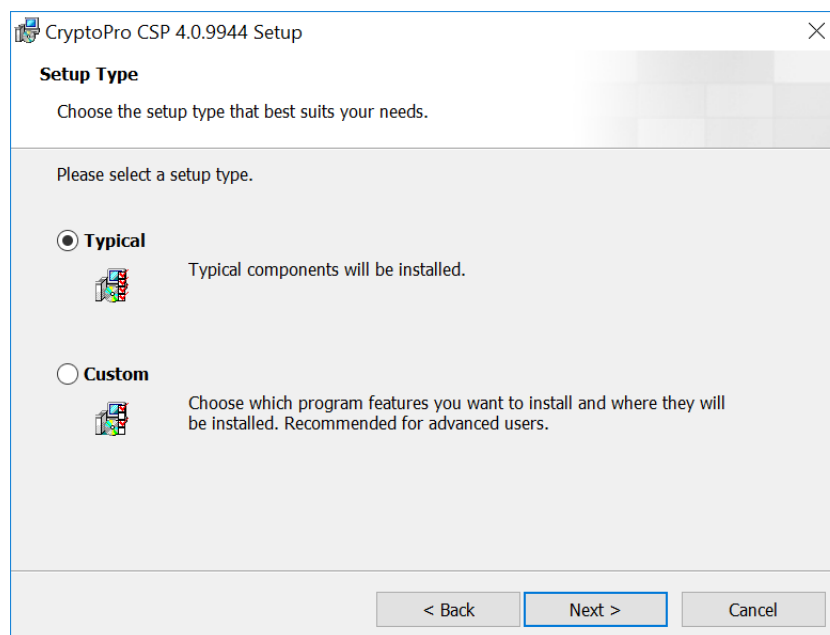 CryptoPro CSP 4.0.9944 Setup
Setup Type
Choose the setup type that best suits your needs.
Please select a setup type.
Typical
Typical components will be installed.
Custom
Choose which program features you want to install and where they will
be installed. Recommended for advanced users.
< Back
Next >
Cancel